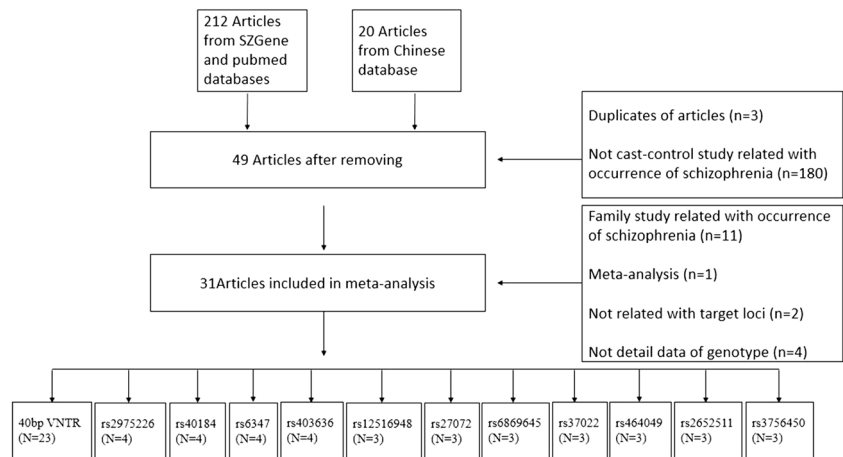 212 Articles
from SZGene
and pubmed
databases
20 Articles
from Chinese
database
Duplicates of articles (n=3)
Not cast-control study related with
occurrence of schizophrenia (n=180)
49 Articles after removing
Family study related with occurrence
of schizophrenia (n=11)
Meta-analysis (n=1)
Not related with target loci (n=2)
Not detail data of genotype (n=4)
31Articles included in meta-analysis
40bp VNTR
(N=23)
rs2975226
(N=4)
rs40184
(N=4)
rs6347
(N=4)
rs403636
(N=4)
rs12516948
(N=3)
rs27072
(N=3)
rs6869645
(N=3)
rs37022
(N=3)
rs464049
(N=3)
rs2652511
(N=3)
rs3756450
(N=3)